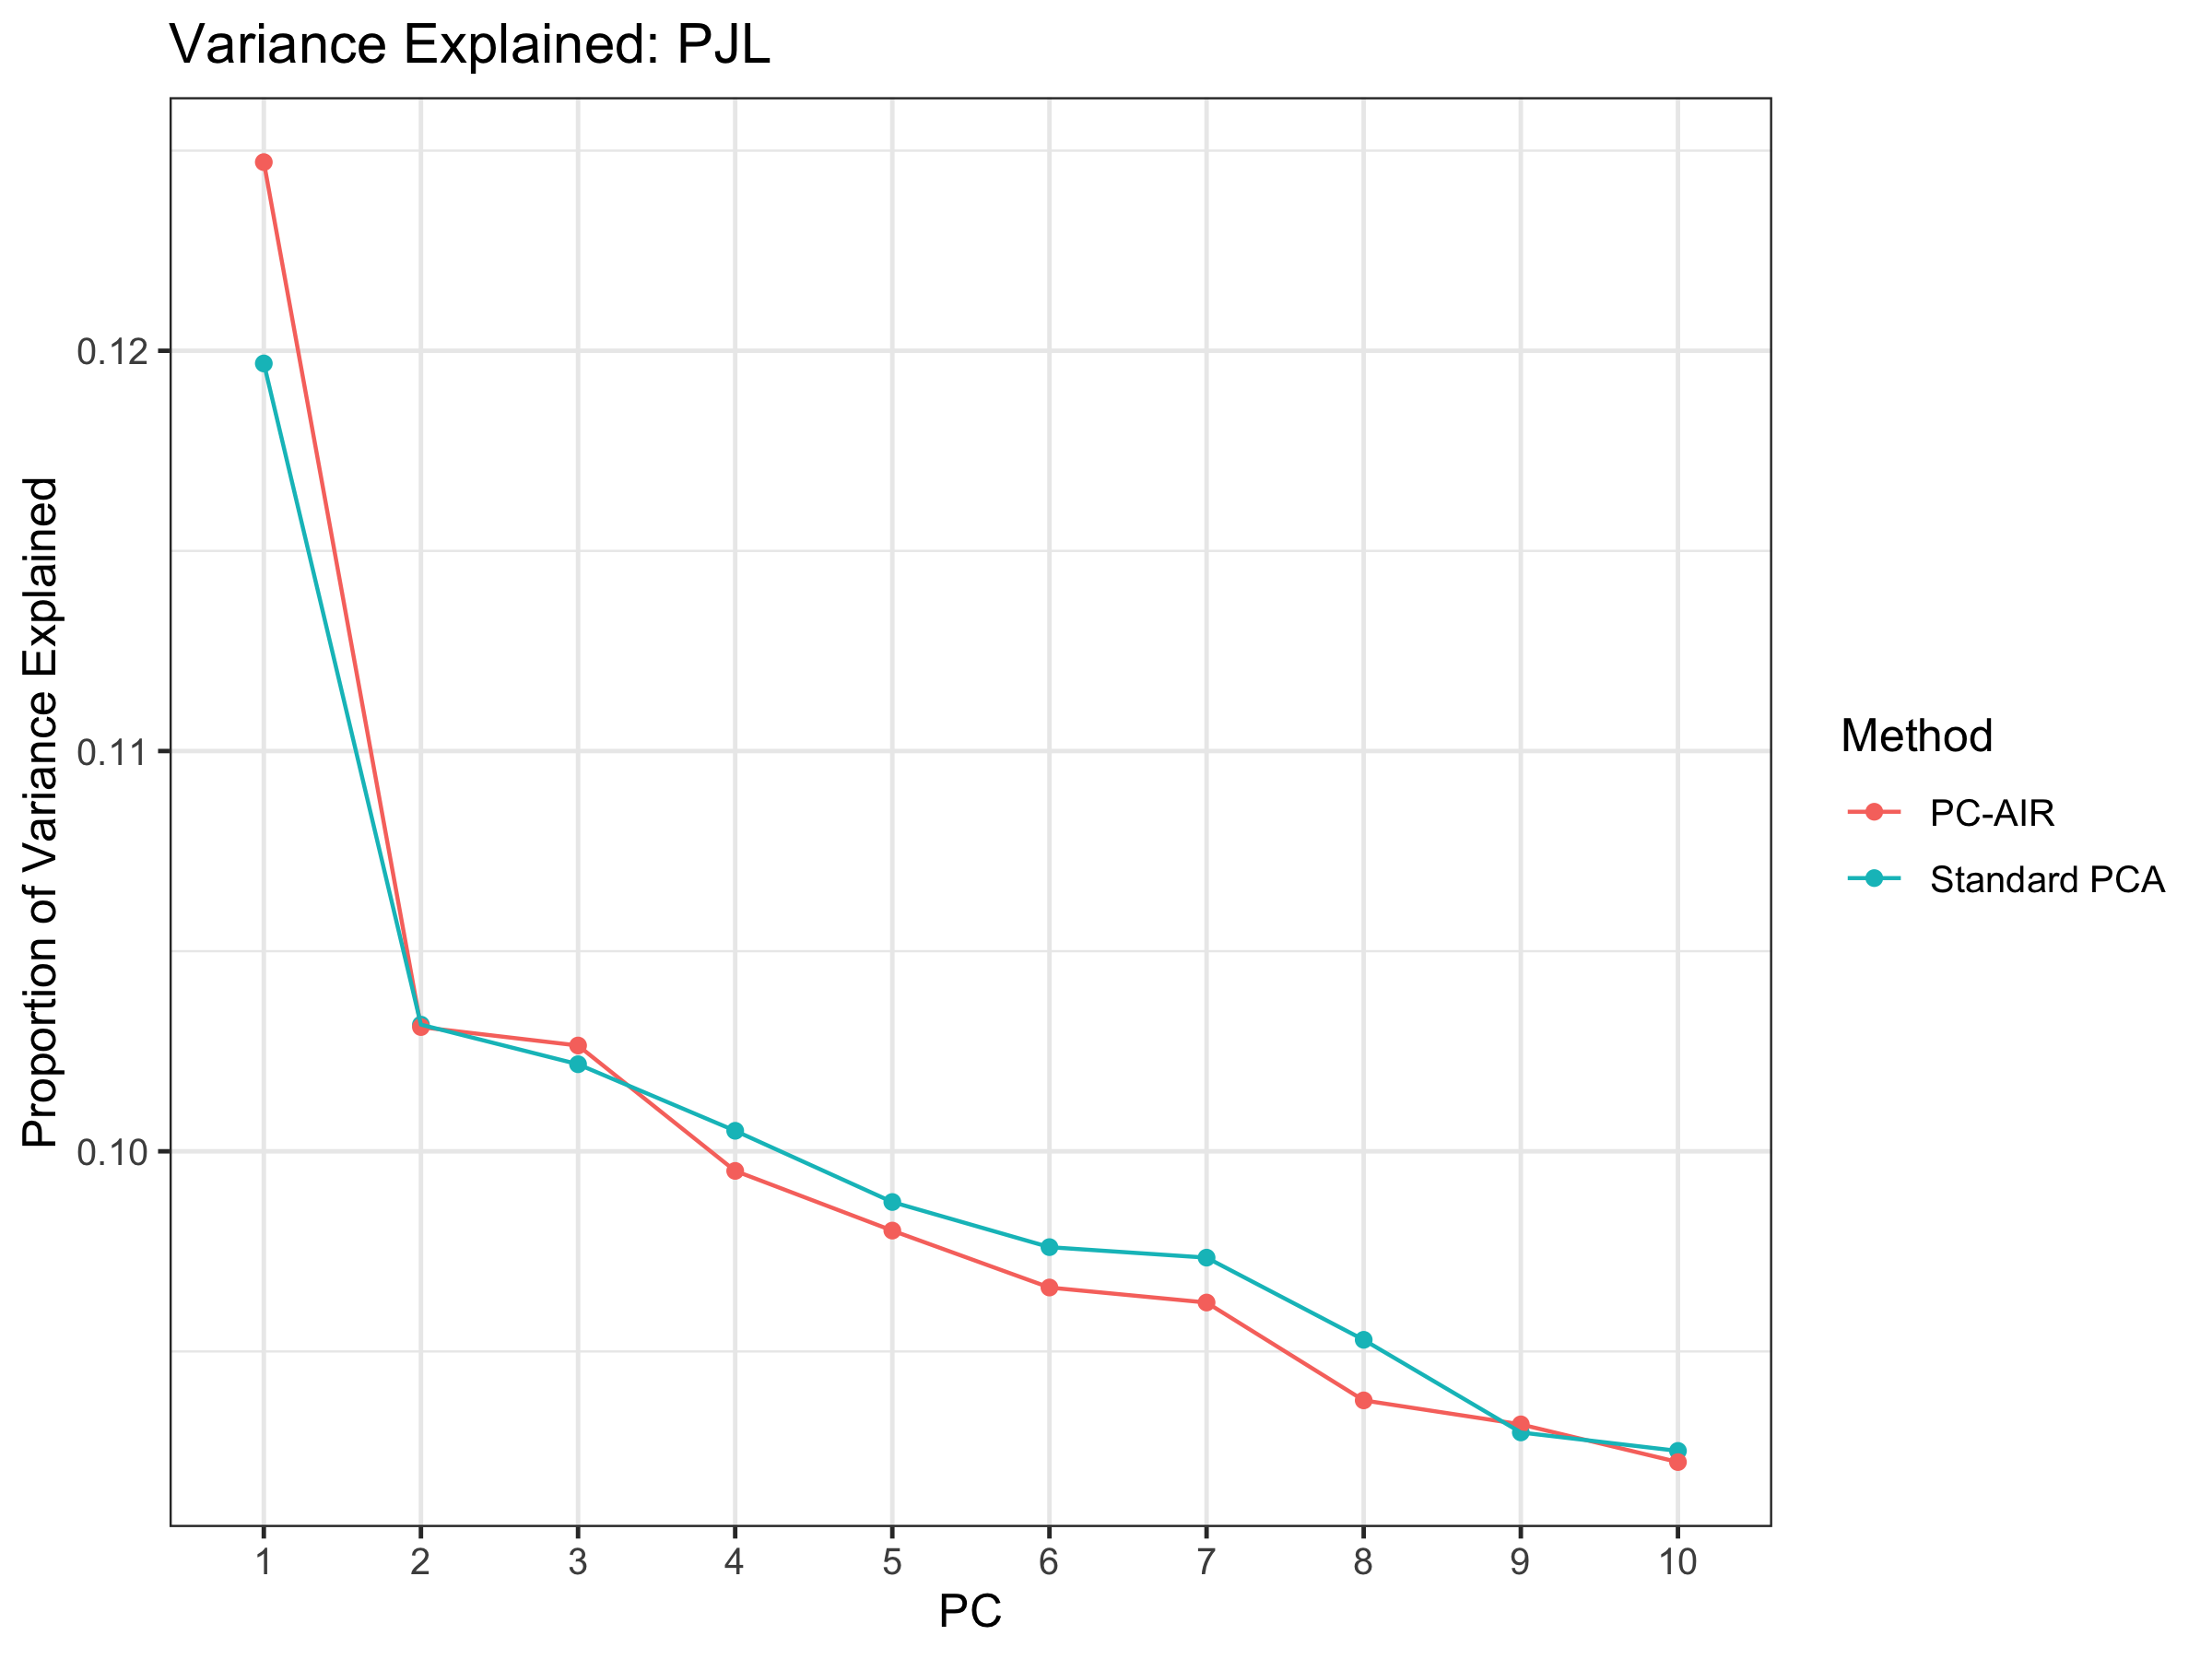 Variance Explained: PJL
Proportion of Variance Explained
0.12
0.11
0.10
1 2 3 4 5 6 7 8 9 10
PC
Method
PC-AIR
Standard PCA